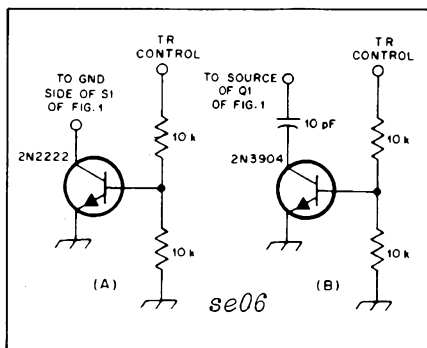 TR
CONTROL
TO GND
SIDE OF S1
OF FIG.1
2N2222
10 k
10 k
(A)
TR
CONTROL
TO SOURCE
OF Q1
OF FIG.1
10 pF
2N3904
10 k
10 k
(B)
se06